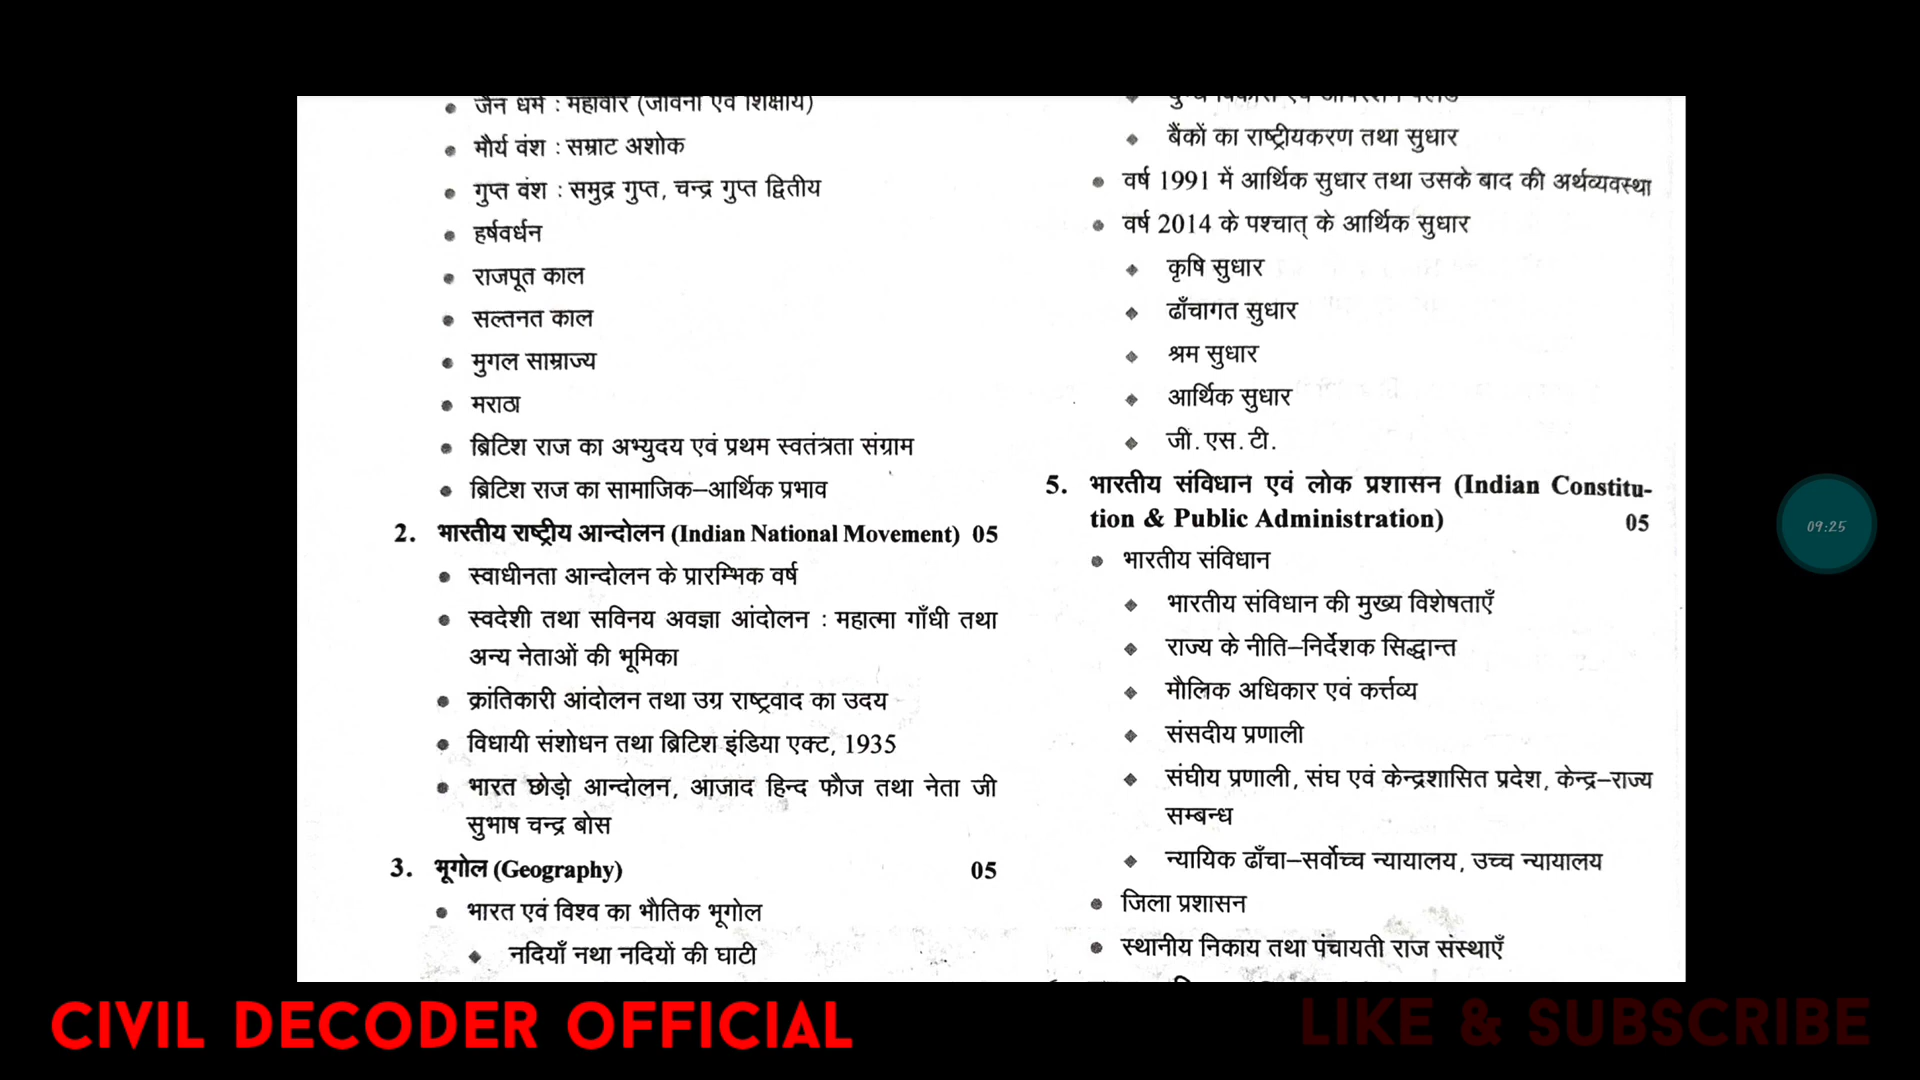 जैन धर्म : महावीर (जीवनी एवं शिक्षायें)
मौर्य वंश : सम्राट अशोक
गुप्त वंश : समुद्र गुप्त, चन्द्र गुप्त द्वितीय
हर्षवर्धन
राजपूत काल
सल्तनत काल
मुगल साम्राज्य
मराठा
ब्रिटिश राज का अभ्युदय एवं प्रथम स्वतंत्रता संग्राम
ब्रिटिश राज का सामाजिक–आर्थिक प्रभाव
2. भारतीय राष्ट्रीय आन्दोलन (Indian National Movement) 05
स्वाधीनता आन्दोलन के प्रारम्भिक वर्ष
स्वदेशी तथा सविनय अवज्ञा आंदोलन : महात्मा गाँधी तथा
अन्य नेताओं की भूमिका
क्रांतिकारी आंदोलन तथा उग्र राष्ट्रवाद का उदय
विधायी संशोधन तथा ब्रिटिश इंडिया एक्ट, 1935
भारत छोड़ो आन्दोलन, आजाद हिन्द फौज तथा नेता जी
सुभाष चन्द्र बोस
3. भूगोल (Geography) 05
भारत एवं विश्व का भौतिक भूगोल
नदियाँ नथा नदियों की घाटी
बैंकों का राष्ट्रीयकरण तथा सुधार
वर्ष 1991 में आर्थिक सुधार तथा उसके बाद की अर्थव्यवस्था
वर्ष 2014 के पश्चात् के आर्थिक सुधार
कृषि सुधार
ढाँचागत सुधार
श्रम सुधार
आर्थिक सुधार
जी.एस.टी.
5. भारतीय संविधान एवं लोक प्रशासन (Indian Constitu-
tion & Public Administration) 05
भारतीय संविधान
भारतीय संविधान की मुख्य विशेषताएँ
राज्य के नीति–निर्देशक सिद्धान्त
मौलिक अधिकार एवं कर्त्तव्य
संसदीय प्रणाली
संघीय प्रणाली, संघ एवं केन्द्रशासित प्रदेश, केन्द्र–राज्य
सम्बन्ध
न्यायिक ढाँचा–सर्वोच्च न्यायालय, उच्च न्यायालय
जिला प्रशासन
स्थानीय निकाय तथा पंचायती राज संस्थाएँ
09:25
CIVIL DECODER OFFICIAL
LIKE & SUBSCRIBE